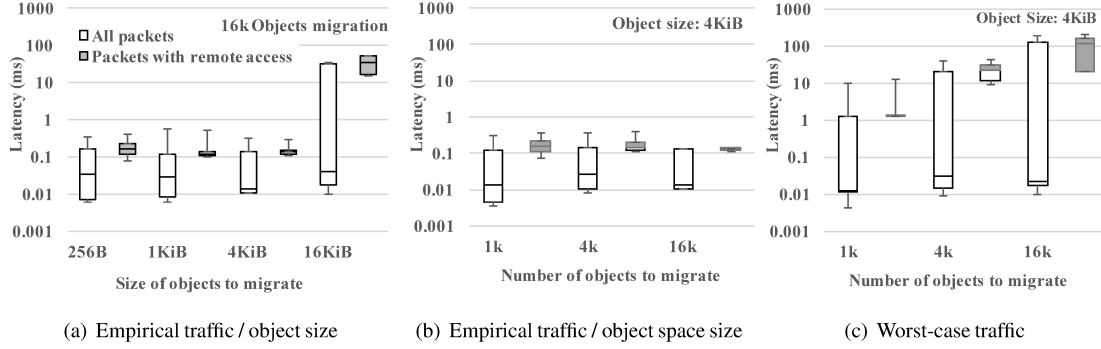 16k Objects migration
All packets
Packets with remote access
Latency (ms)
1000
100
10
1
0.1
0.01
0.001
256B 1KiB 4KiB 16KiB
Size of objects to migrate
(a) Empirical traffic / object size
Object size: 4KiB
Latency (ms)
1000
100
10
1
0.1
0.01
0.001
1k 4k 16k
Number of objects to migrate
(b) Empirical traffic / object space size
Object Size: 4KiB
Latency (ms)
1000
100
10
1
0.1
0.01
0.001
1k 4k 16k
Number of objects to migrate
(c) Worst-case traffic